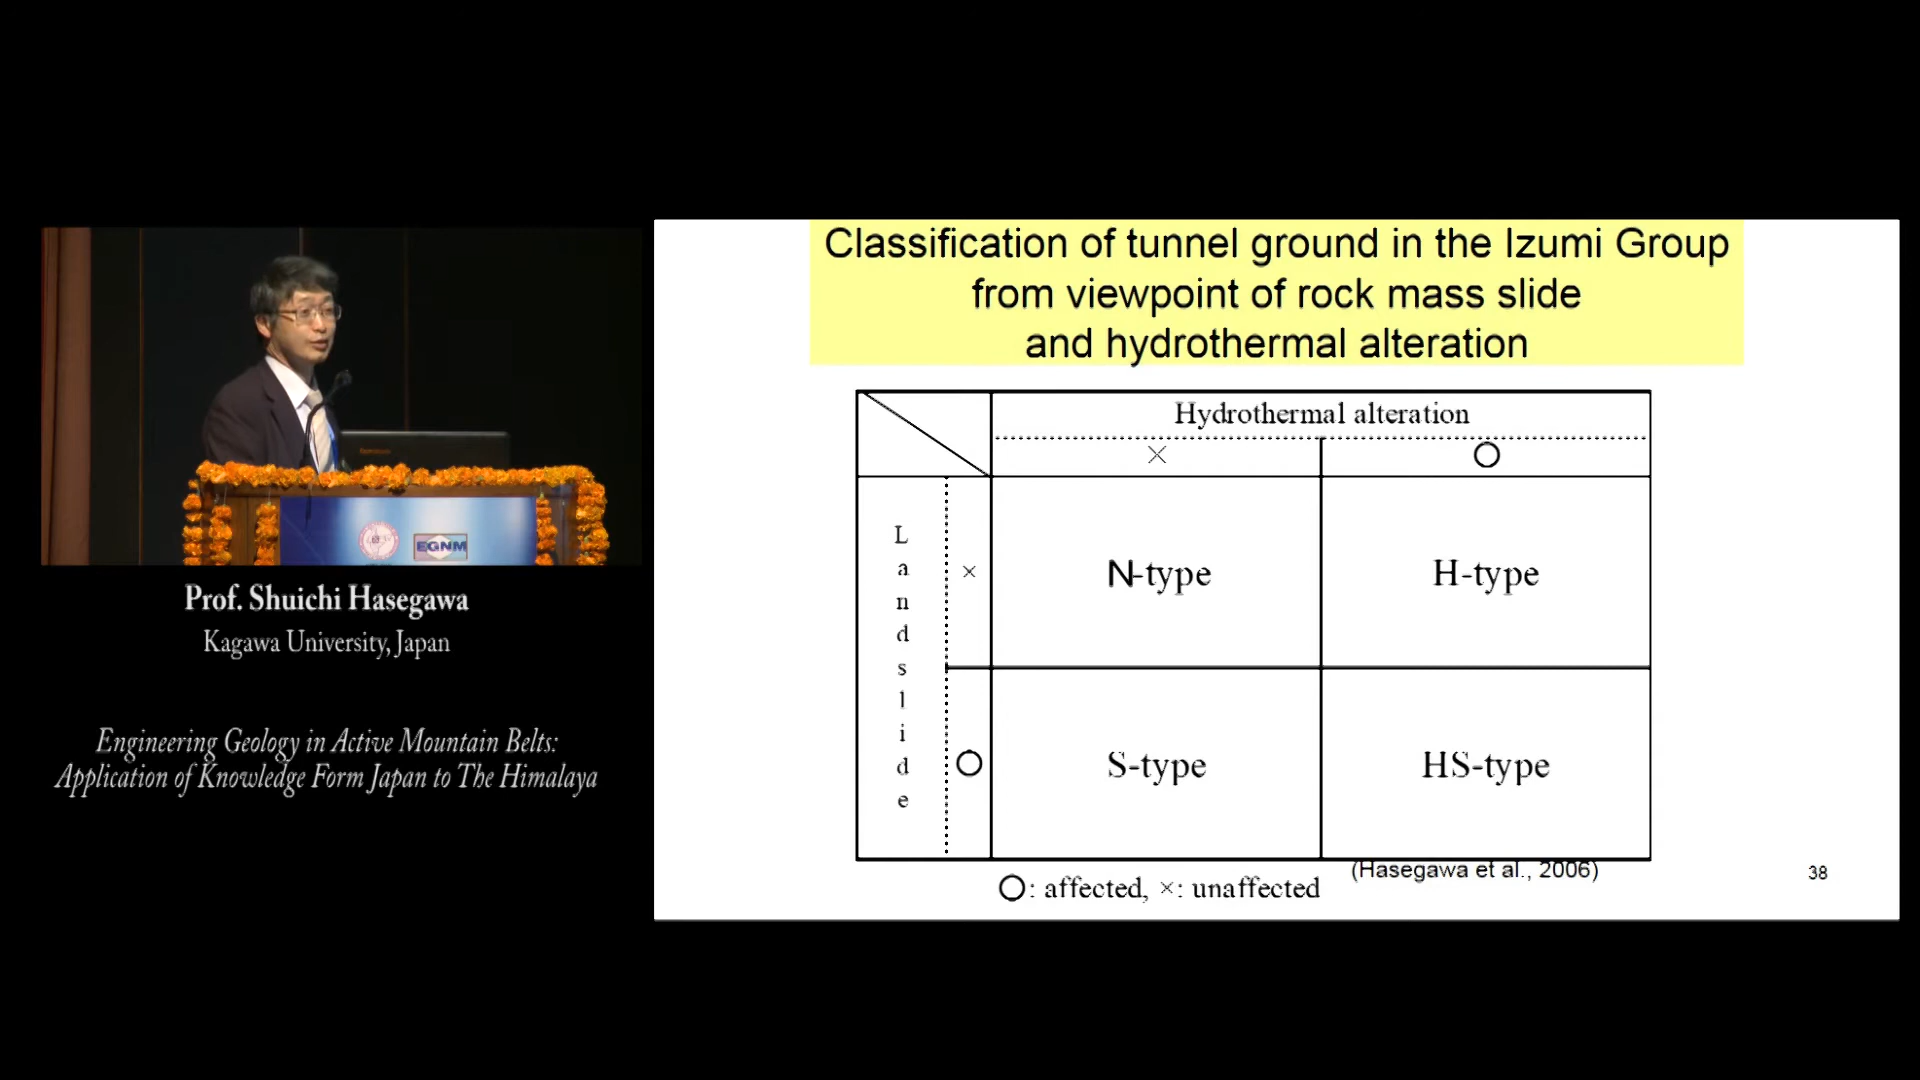 Classification of tunnel ground in the Izumi Group
from viewpoint of rock mass slide
and hydrothermal alteration
Hydrothermal alteration
× ○
Landslide
× N-type H-type
○ S-type HS-type
○: affected, ×: unaffected
(Hasegawa et al., 2006)
38
EGNM
Prof. Shuichi Hasegawa
Kagawa University, Japan
Engineering Geology in Active Mountain Belts:
Application of Knowledge Form Japan to The Himalaya